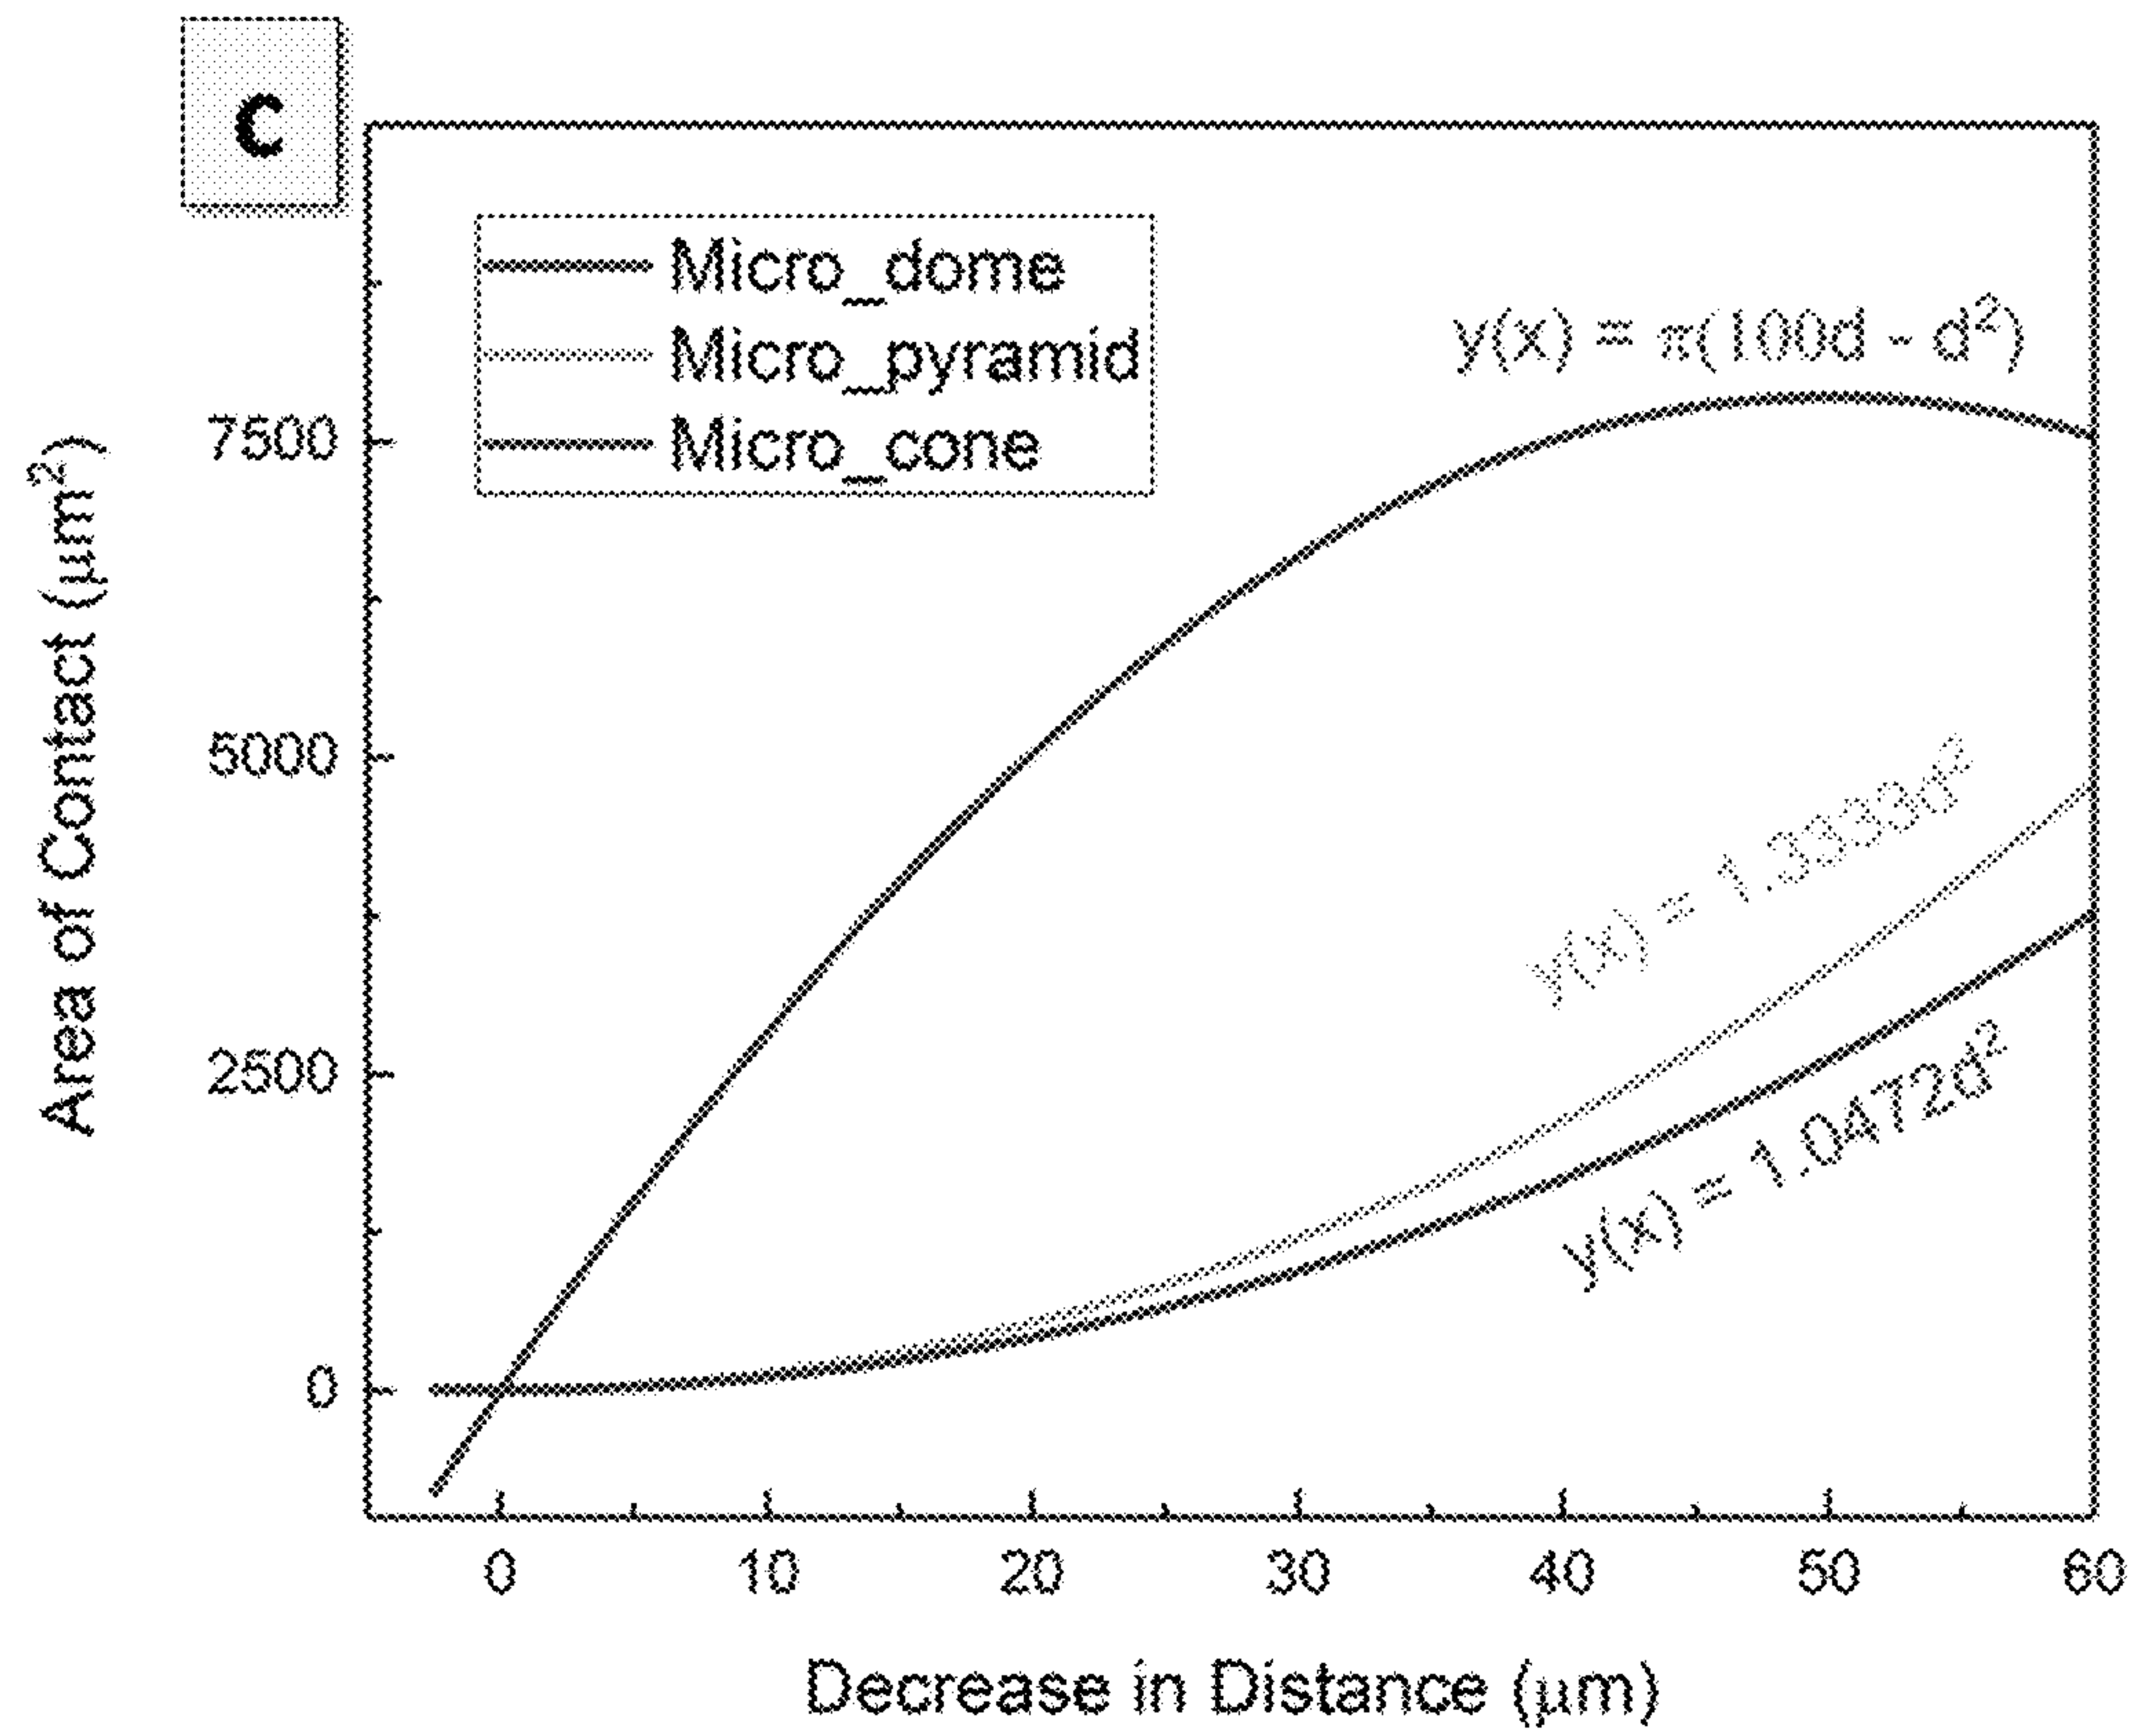 C
Micro_dome
Micro_pyramid
Micro_cone
y(x) = π(100d - d²)
y(x) = 1.3333d²
y(x) = 1.0472d²
Area of Contact (µm²)
7500
5000
2500
0
0 10 20 30 40 50 60
Decrease in Distance (µm)